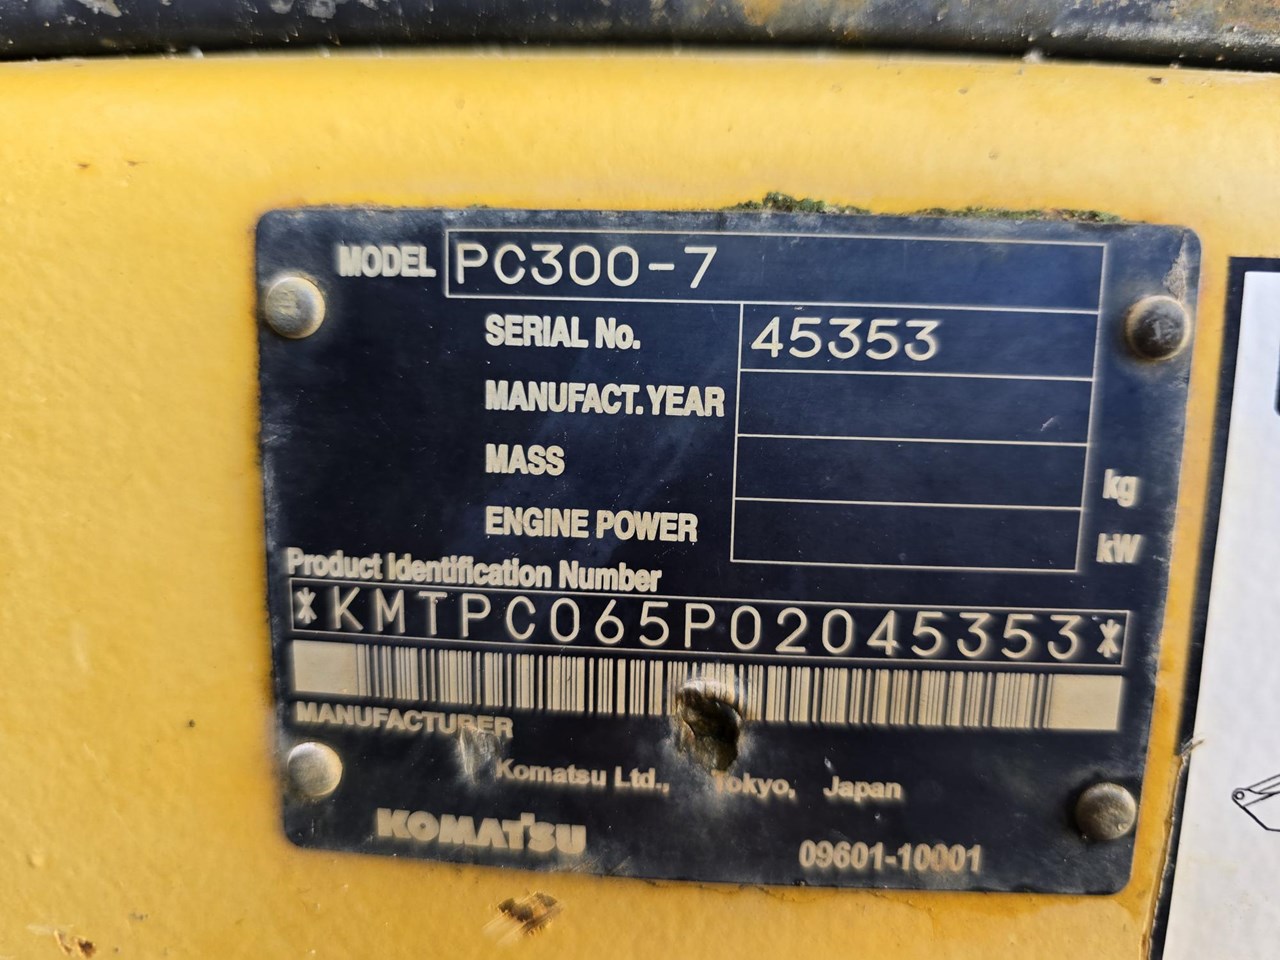 MODEL PC300-7
SERIAL No. 45353
MANUFACT. YEAR
MASS kg
ENGINE POWER kW
Product Identification Number
*KMTPC065P02045353*
MANUFACTURER
Komatsu Ltd., Tokyo, Japan
KOMATSU
09601-10001